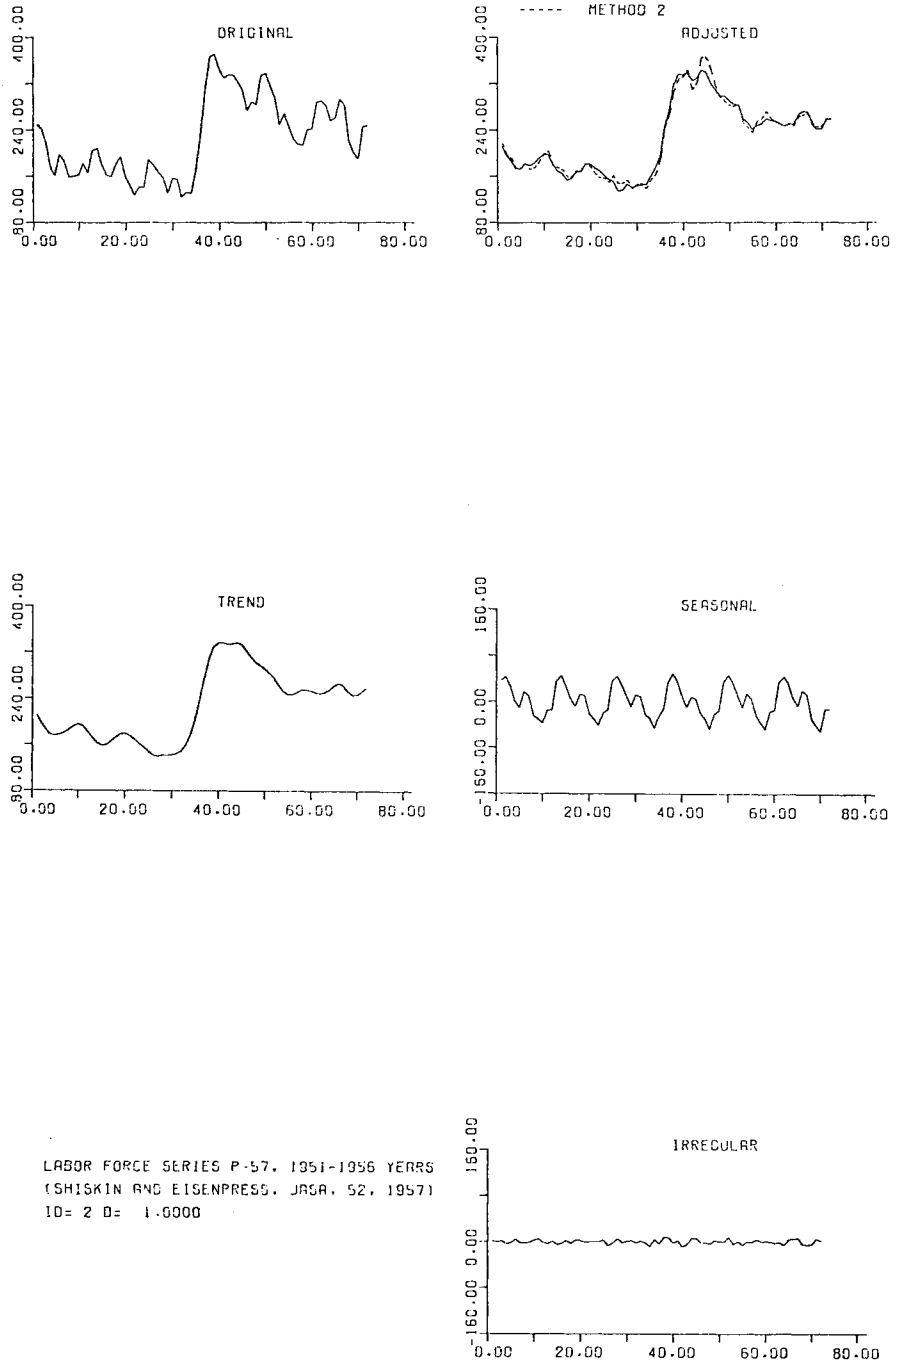 ----- METHOD 2
ORIGINAL
400.00
240.00
80.00
0.00 20.00 40.00 60.00 80.00
ADJUSTED
400.00
240.00
80.00
0.00 20.00 40.00 60.00 80.00
TREND
400.00
240.00
80.00
0.00 20.00 40.00 60.00 80.00
SEASONAL
160.00
0.00
-160.00
0.00 20.00 40.00 60.00 80.00
LABOR FORCE SERIES P-57, 1951-1956 YEARS
(SHISKIN AND EISENPRESS, JASA, 52, 1957)
ID= 2 D= 1.0000
IRREGULAR
160.00
0.00
-160.00
0.00 20.00 40.00 60.00 80.00